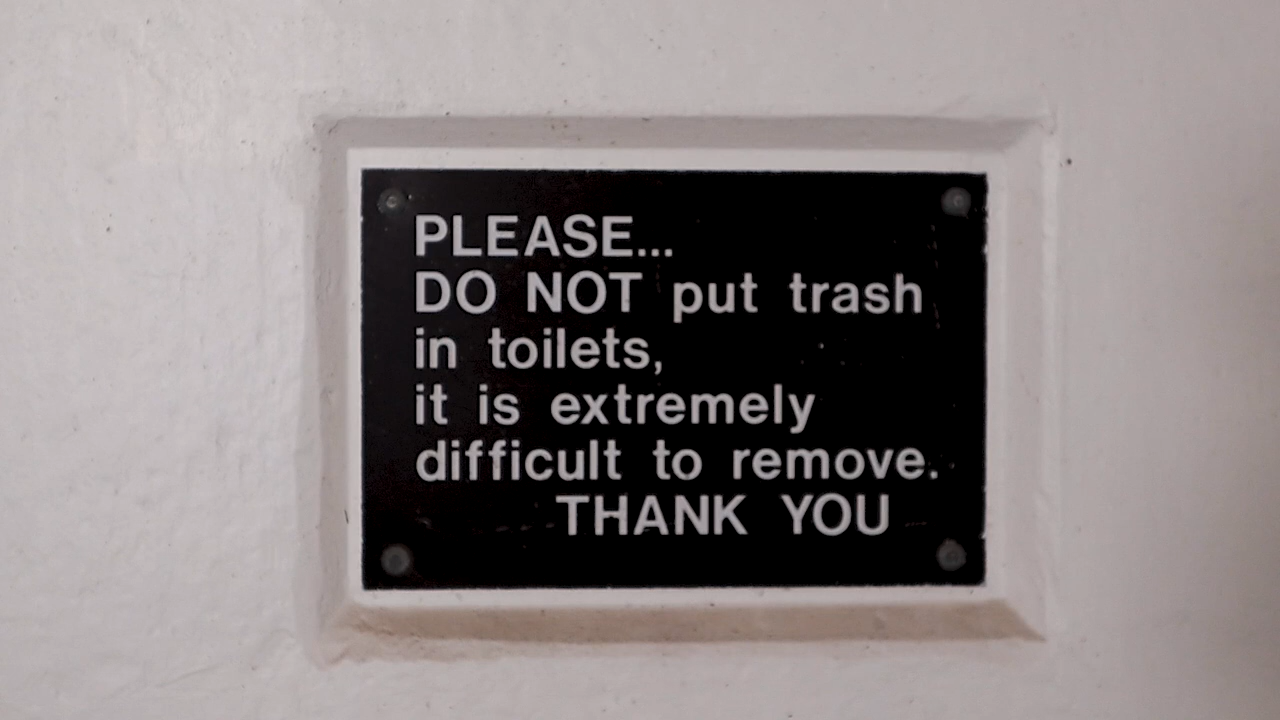 PLEASE...
DO NOT put trash
in toilets,
it is extremely
difficult to remove.
THANK YOU